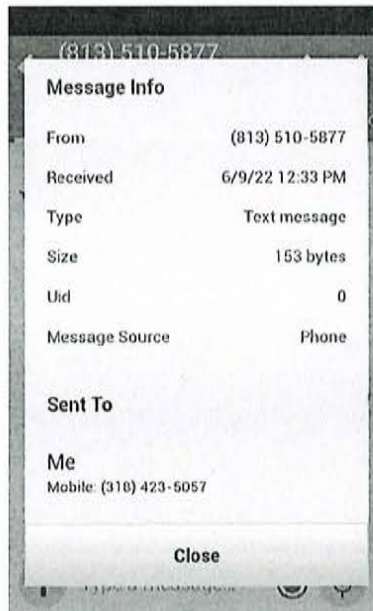 (813) 510-5877
Message Info
From (813) 510-5877
Received 6/9/22 12:33 PM
Type Text message
Size 153 bytes
Uid 0
Message Source Phone
Sent To
Me
Mobile: (318) 423-5057
Close